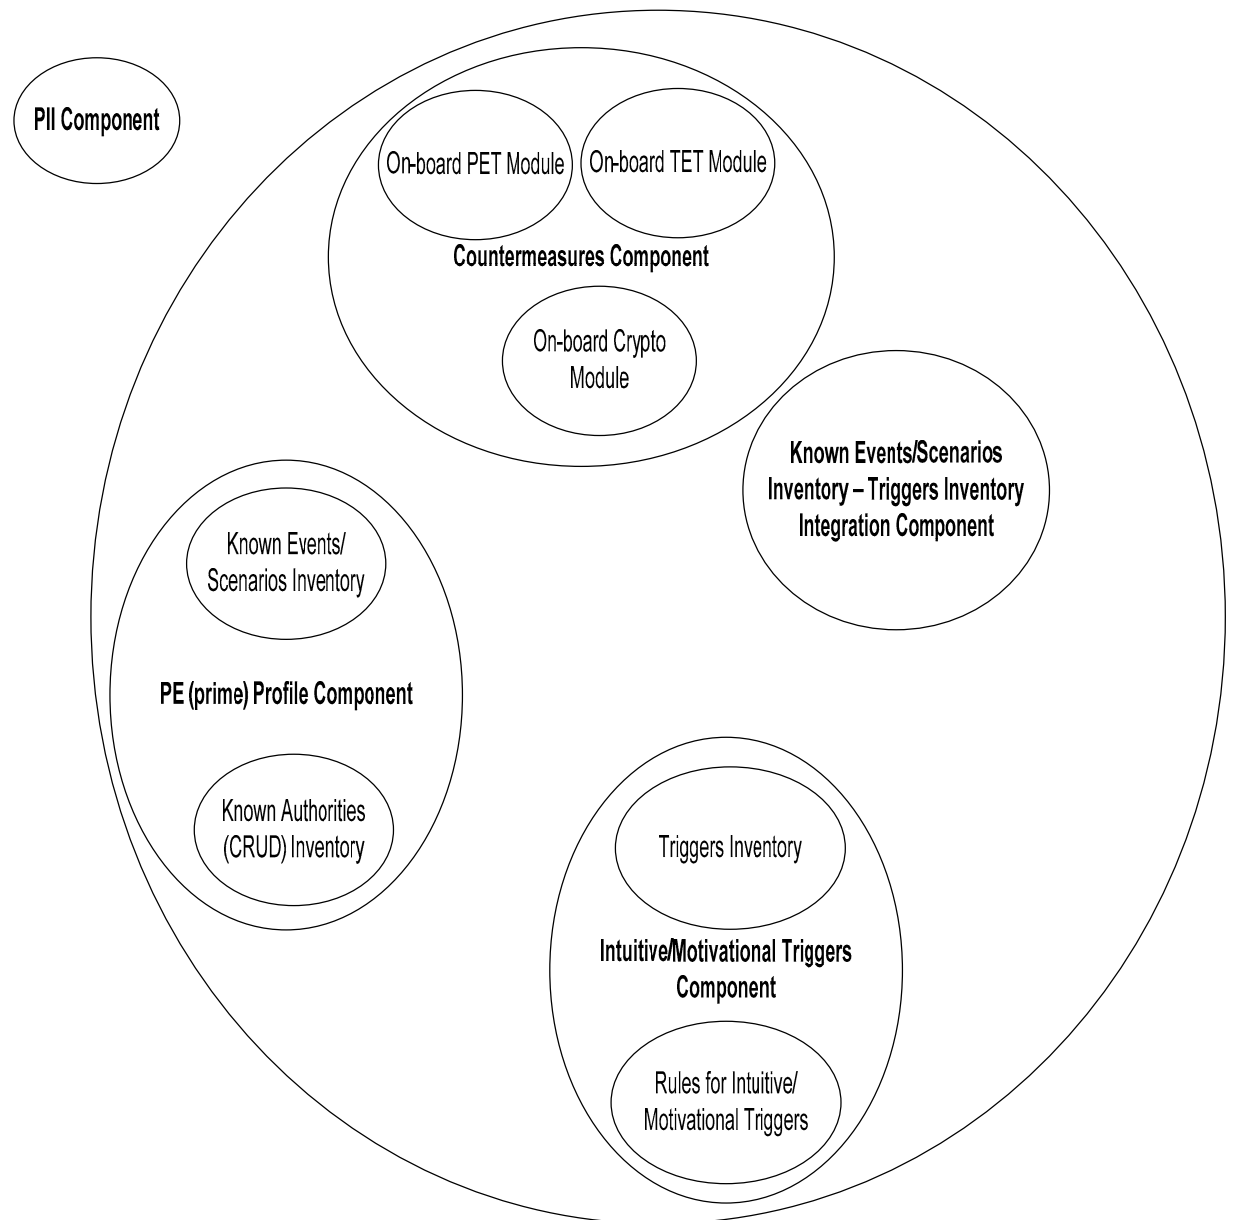 PII Component
On-board PET Module
On-board TET Module
Countermeasures Component
On-board Crypto
Module
Known Events/Scenarios
Inventory – Triggers Inventory
Integration Component
Known Events/
Scenarios Inventory
PE (prime) Profile Component
Known Authorities
(CRUD) Inventory
Triggers Inventory
Intuitive/Motivational Triggers
Component
Rules for Intuitive/
Motivational Triggers